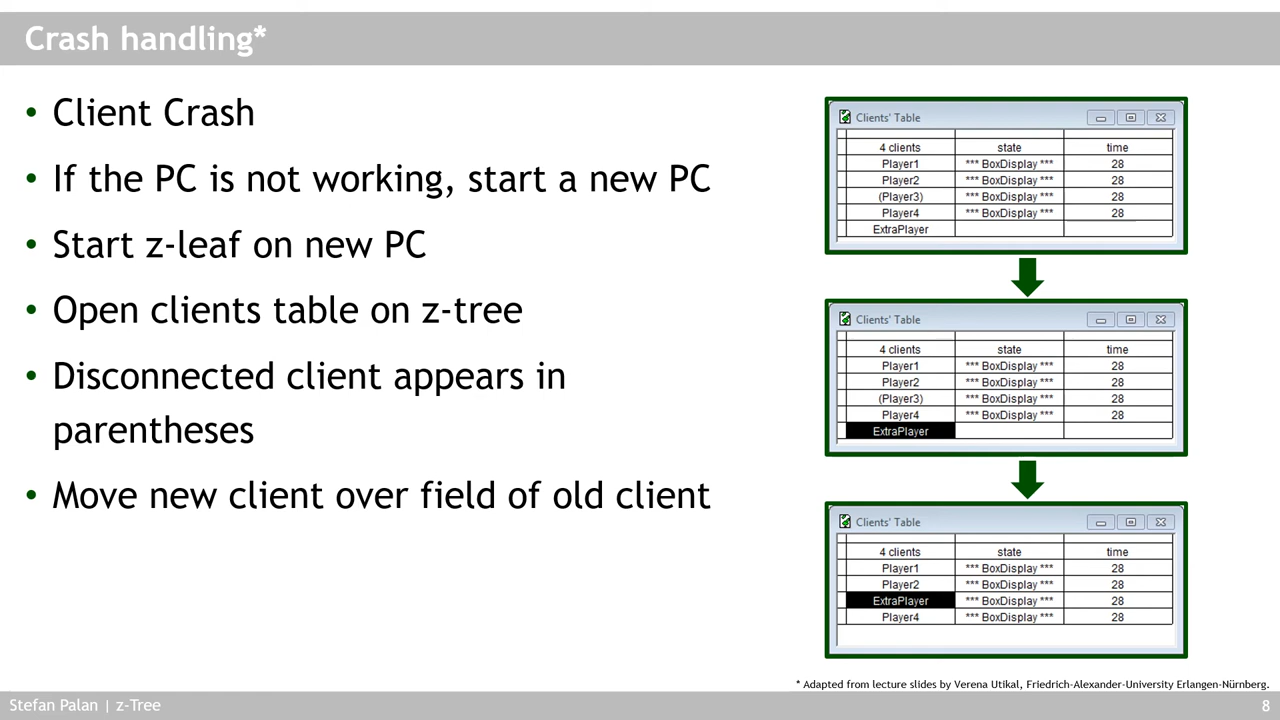 Crash handling*
• Client Crash
• If the PC is not working, start a new PC
• Start z-leaf on new PC
• Open clients table on z-tree
• Disconnected client appears in
parentheses
• Move new client over field of old client
Clients' Table
4 clients state time
Player1 *** BoxDisplay *** 28
Player2 *** BoxDisplay *** 28
(Player3) *** BoxDisplay *** 28
Player4 *** BoxDisplay *** 28
ExtraPlayer
Clients' Table
4 clients state time
Player1 *** BoxDisplay *** 28
Player2 *** BoxDisplay *** 28
(Player3) *** BoxDisplay *** 28
Player4 *** BoxDisplay *** 28
ExtraPlayer
Clients' Table
4 clients state time
Player1 *** BoxDisplay *** 28
Player2 *** BoxDisplay *** 28
ExtraPlayer *** BoxDisplay *** 28
Player4 *** BoxDisplay *** 28
* Adapted from lecture slides by Verena Utikal, Friedrich-Alexander-University Erlangen-Nürnberg.
Stefan Palan | z-Tree 8